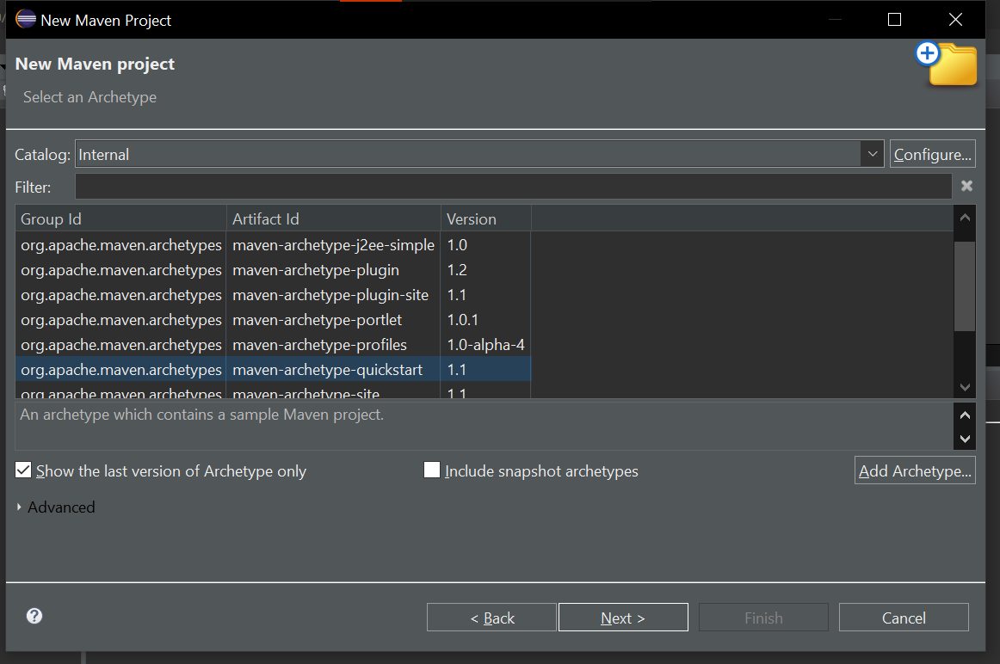 New Maven Project
New Maven project
Select an Archetype
Catalog: Internal Configure...
Filter:
Group Id Artifact Id Version
org.apache.maven.archetypes maven-archetype-j2ee-simple 1.0
org.apache.maven.archetypes maven-archetype-plugin 1.2
org.apache.maven.archetypes maven-archetype-plugin-site 1.1
org.apache.maven.archetypes maven-archetype-portlet 1.0.1
org.apache.maven.archetypes maven-archetype-profiles 1.0-alpha-4
org.apache.maven.archetypes maven-archetype-quickstart 1.1
org.apache.maven.archetypes maven-archetype-site 1.1
An archetype which contains a sample Maven project.
Show the last version of Archetype only Include snapshot archetypes Add Archetype...
Advanced
? < Back Next > Finish Cancel